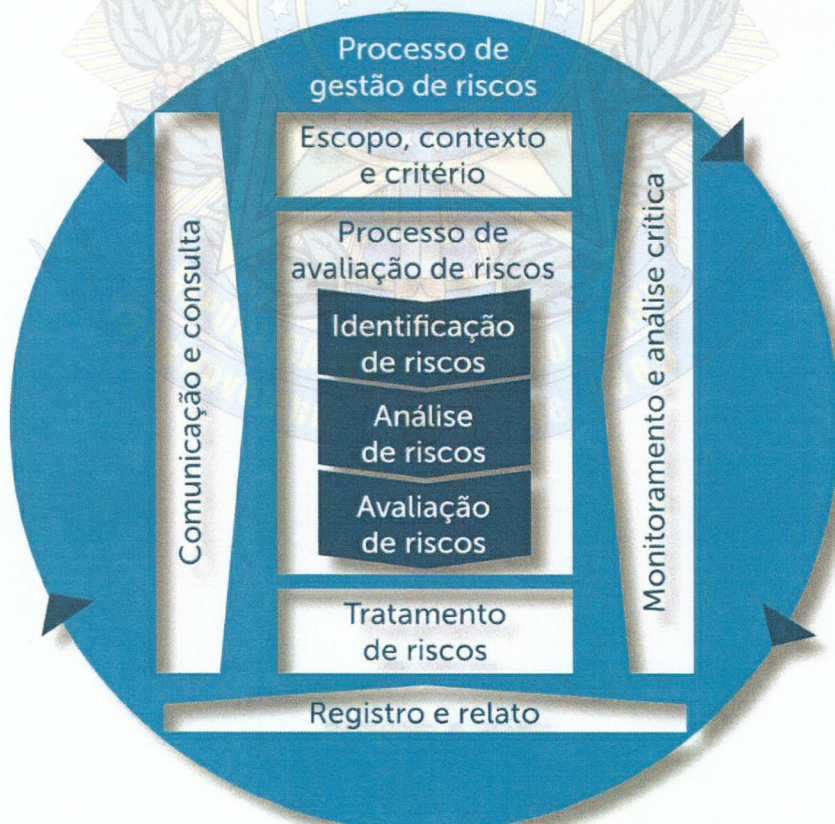 Processo de
gestão de riscos
Escopo, contexto
e critério
Processo de
avaliação de riscos
Identificação
de riscos
Análise
de riscos
Avaliação
de riscos
Tratamento
de riscos
Comunicação e consulta
Monitoramento e análise crítica
Registro e relato